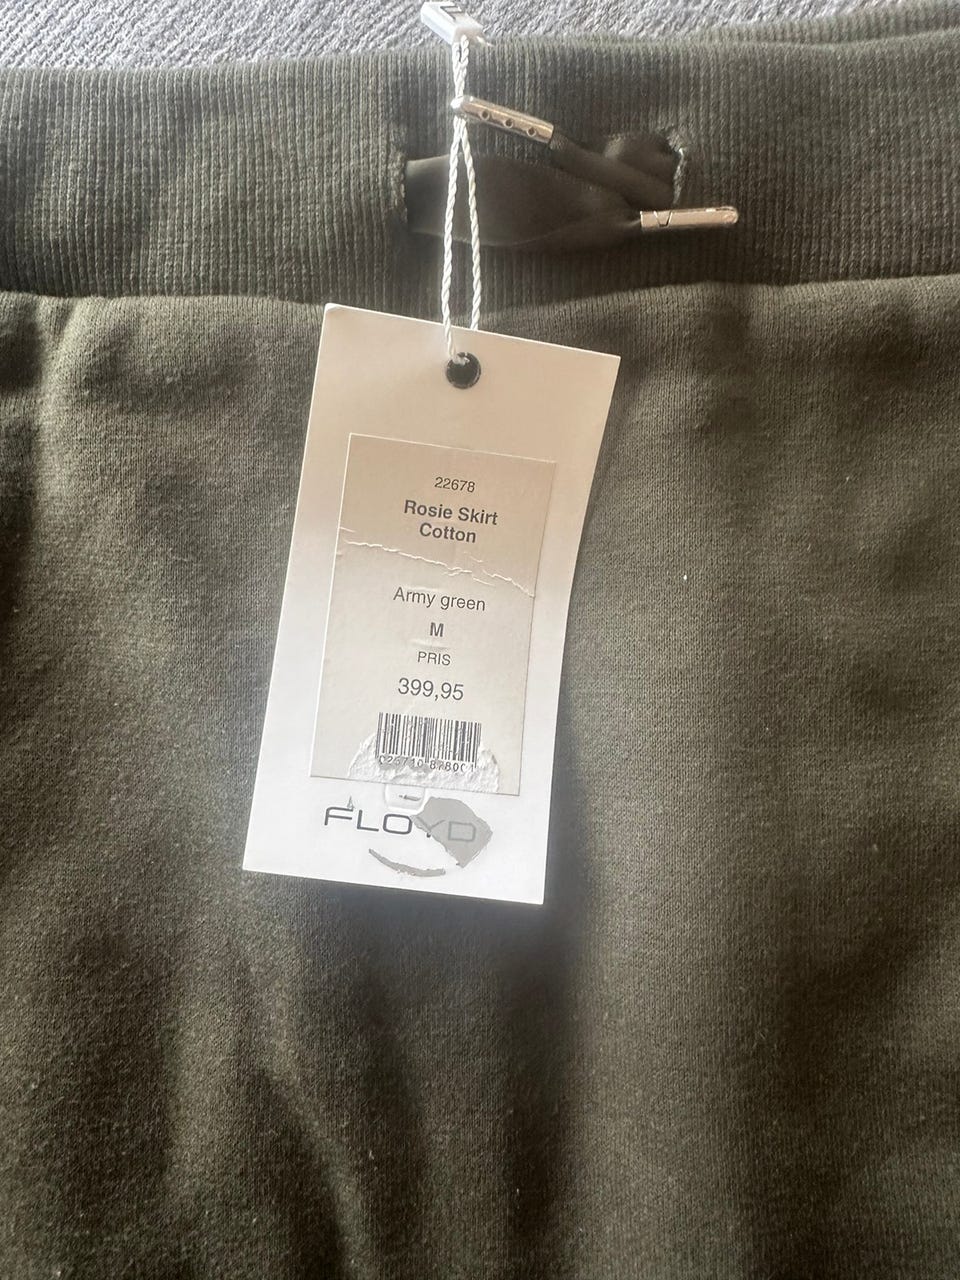 22678
Rosie Skirt
Cotton
Army green
M
PRIS
399,95
FLOYD